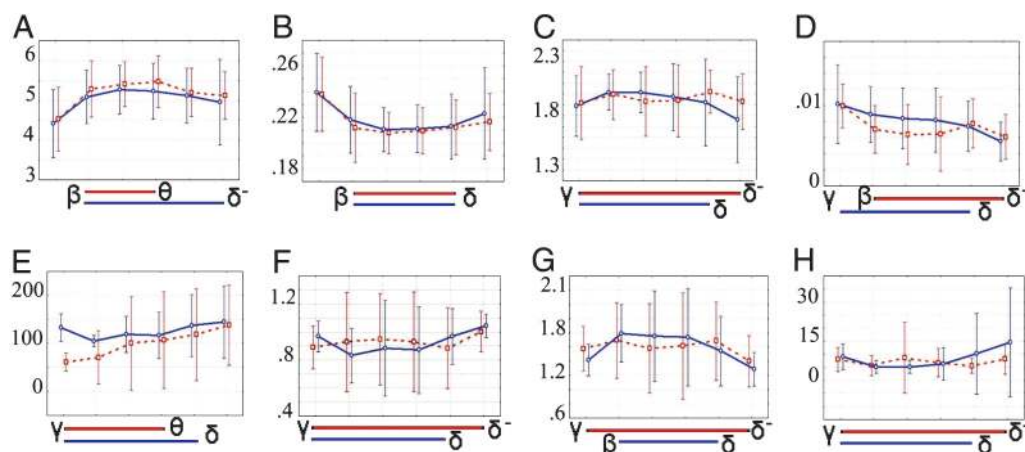 A
6
5
4
3
β θ
δ⁻
B
.26
.22
.18
β δ
C
2.3
1.8
1.3
γ δ⁻
δ
D
.01
0
γ β δ⁻
δ
E
200
100
0
γ θ
δ
F
1.2
.8
.4
γ δ⁻
δ
G
2.1
1.8
1.2
.6
γ δ⁻
β δ
H
30
15
0
γ δ⁻
δ